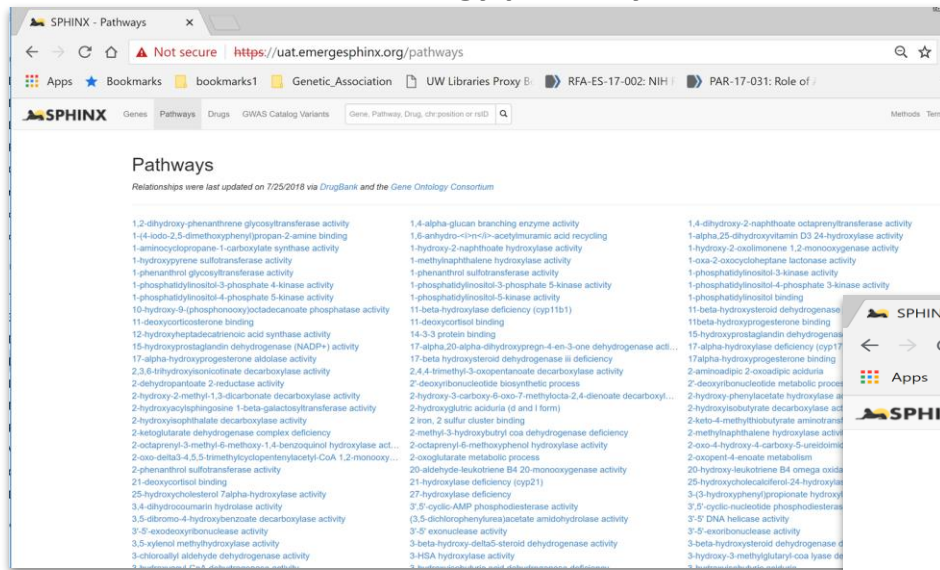 SPHINX - Pathways
Not secure https://uat.emergesphinx.org/pathways
Apps Bookmarks bookmarks1 Genetic_Association UW Libraries Proxy RFA-ES-17-002: NIH PAR-17-031: Role of
SPHINX Genes Pathways Drugs GWAS Catalog Variants Gene. Pathway, Drug, chr:position or rsID Methods
Pathways
Relationships were last updated on 7/25/2018 via DrugBank and the Gene Ontology Consortium
1,2-dihydroxy-phenanthrene glycosyltransferase activity
1-(4-iodo-2,5-dimethoxyphenyl)propan-2-amine binding
1-aminocyclopropane-1-carboxylate synthase activity
1-hydroxypyrene sulfotransferase activity
1-phenanthrol glycosyltransferase activity
1-phosphatidylinositol-3-phosphate 4-kinase activity
1-phosphatidylinositol-4-phosphate 5-kinase activity
10-hydroxy-9-(phosphonooxy)octadecanoate phosphatase activity
11-deoxycorticosterone binding
12-hydroxyheptadecatrienoic acid synthase activity
15-hydroxyprostaglandin dehydrogenase (NADP+) activity
17-alpha-hydroxyprogesterone aldolase activity
2,3,6-trihydroxyisonicotinate decarboxylase activity
2-dehydropantoate 2-reductase activity
2-hydroxy-2-methyl-1,3-dicarbonate decarboxylase activity
2-hydroxyacylsphingosine 1-beta-galactosyltransferase activity
2-hydroxyisophthalate decarboxylase activity
2-ketoglutarate dehydrogenase complex deficiency
2-octaprenyl-3-methyl-6-methoxy-1,4-benzoquinol hydroxylase act...
2-oxo-delta3-4,5,5-trimethylcyclopentenylacetyl-CoA 1,2-monooxy...
2-phenanthrol sulfotransferase activity
21-deoxycortisol binding
25-hydroxycholesterol 7alpha-hydroxylase activity
3,4-dihydrocoumarin hydrolase activity
3,5-dibromo-4-hydroxybenzoate decarboxylase activity
3'-5'-exodeoxyribonuclease activity
3,5-xylenol methylhydroxylase activity
3-chloroallyl aldehyde dehydrogenase activity
1,4-alpha-glucan branching enzyme activity
1,6-anhydro-<i>n</i>-acetylmuramic acid recycling
1-hydroxy-2-naphthoate hydroxylase activity
1-methylnaphthalene hydroxylase activity
1-phenanthrol sulfotransferase activity
1-phosphatidylinositol-3-phosphate 5-kinase activity
1-phosphatidylinositol-5-kinase activity
11-beta-hydroxylase deficiency (cyp11b1)
11-deoxycortisol binding
14-3-3 protein binding
17-alpha,20-alpha-dihydroxypregn-4-en-3-one dehydrogenase acti...
17-beta hydroxysteroid dehydrogenase iii deficiency
2,4,4-trimethyl-3-oxopentanoate decarboxylase activity
2'-deoxyribonucleotide biosynthetic process
2-hydroxy-3-carboxy-6-oxo-7-methylocta-2,4-dienoate decarboxyl...
2-hydroxyglutric aciduria (d and l form)
2 iron, 2 sulfur cluster binding
2-methyl-3-hydroxybutryl coa dehydrogenase deficiency
2-octaprenyl-6-methoxyphenol hydroxylase activity
2-oxoglutarate metabolic process
20-aldehyde-leukotriene B4 20-monooxygenase activity
21-hydroxylase deficiency (cyp21)
27-hydroxylase deficiency
3',5'-cyclic-AMP phosphodiesterase activity
(3,5-dichlorophenylurea)acetate amidohydrolase activity
3'-5' exonuclease activity
3-beta-hydroxy-delta5-steroid dehydrogenase activity
3-HSA hydroxylase activity
1,4-dihydroxy-2-naphthoate octaprenyltransferase activity
1-alpha,25-dihydroxyvitamin D3 24-hydroxylase activity
1-hydroxy-2-oxolimonene 1,2-monooxygenase activity
1-oxa-2-oxocycloheptane lactonase activity
1-phosphatidylinositol-3-kinase activity
1-phosphatidylinositol-4-phosphate 3-kinase activity
1-phosphatidylinositol binding
11-beta-hydroxysteroid dehydrogenase
11beta-hydroxyprogesterone binding
15-hydroxyprostaglandin
17-alpha-hydroxylase deficiency
17alpha-hydroxyprogesterone binding
2-aminoadipic 2-oxoadipic aciduria
2'-deoxyribonucleotide metabolic
2-hydroxy-phenylacetate hydroxylase
2-hydroxyisobutyrate decarboxylase
2-keto-4-methylthiobutyrate
2-methylnaphthalene hydroxylase
2-oxo-4-hydroxy-4-carboxy-5-
2-oxopent-4-enoate metabolism
20-hydroxy-leukotriene B4 omega
25-hydroxycholecalciferol-24-
3-(3-hydroxyphenyl)propionate
3',5'-cyclic-nucleotide
3'-5' DNA helicase activity
3'-5'-exoribonuclease activity
3-beta-hydroxysteroid dehydrogenase
3-hydroxy-3-methylglutaryl-coa lyase
Apps